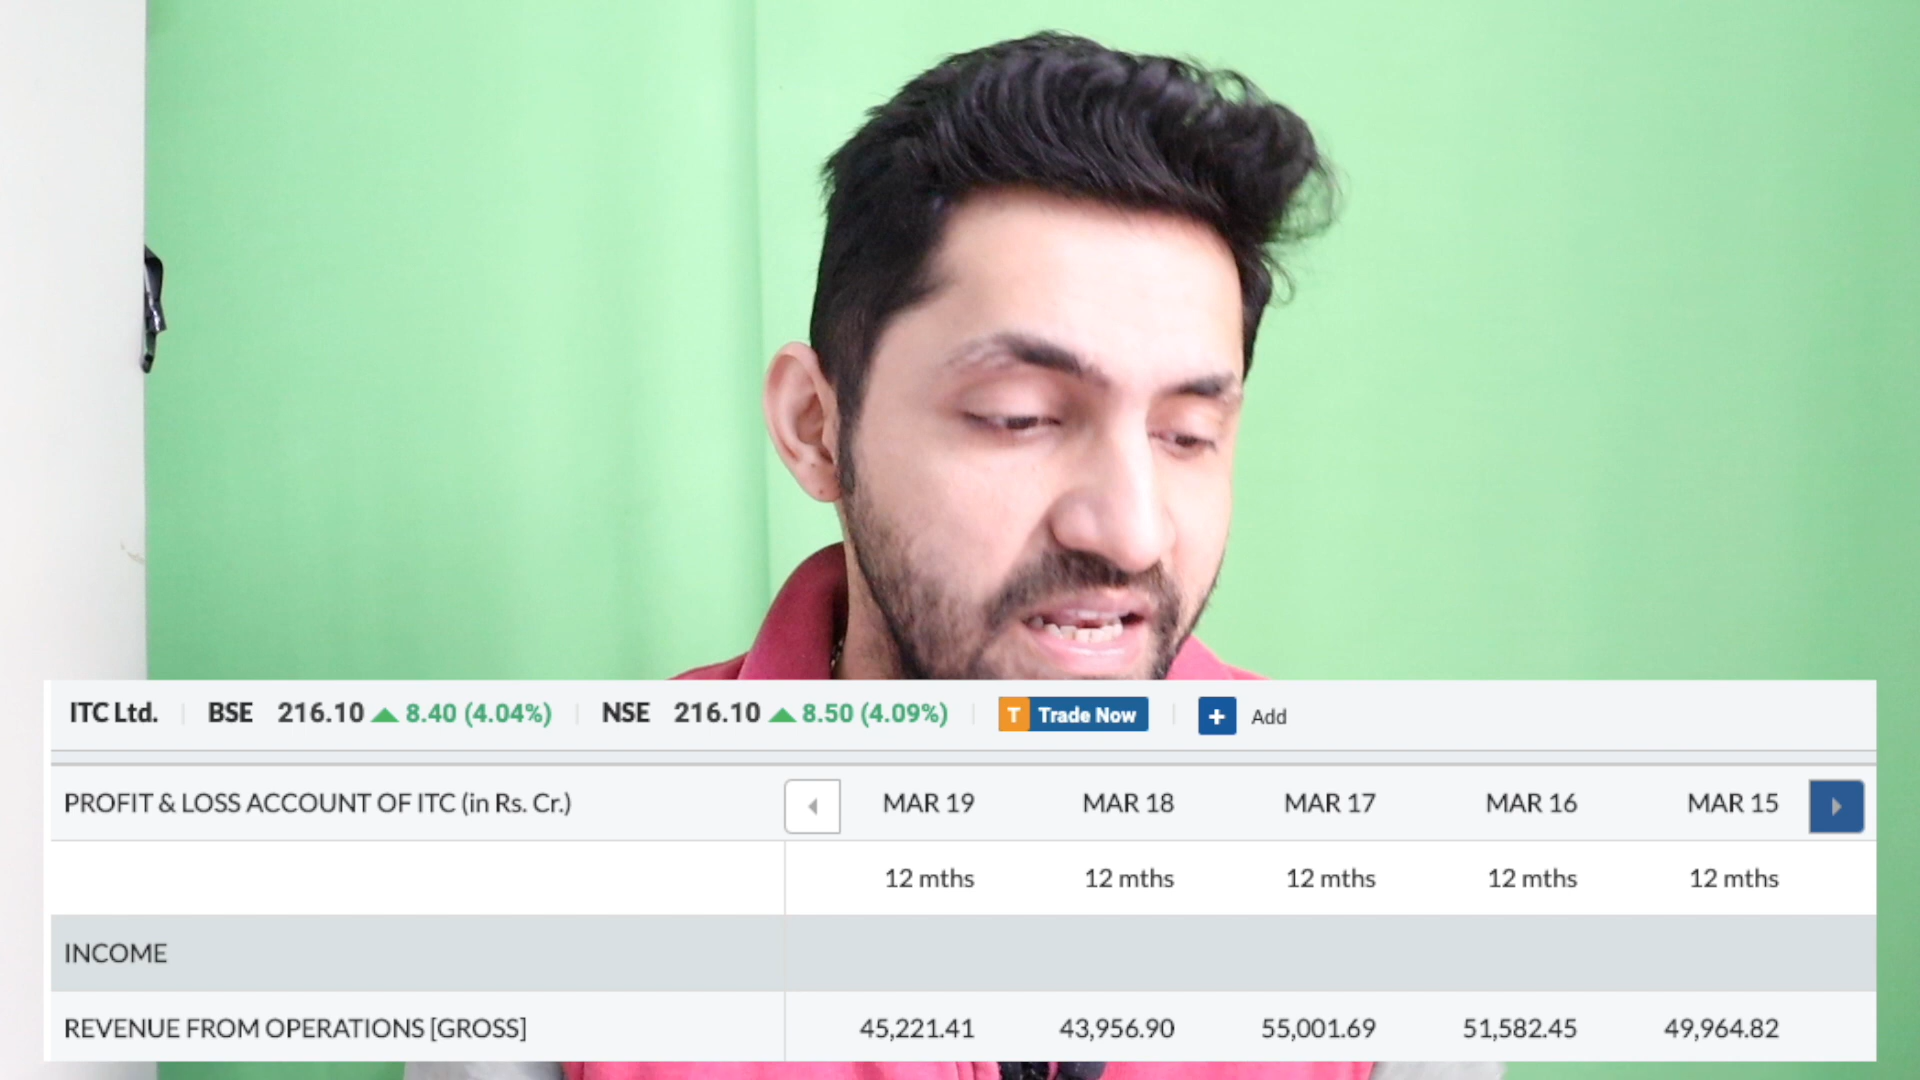 ITC Ltd. BSE 216.10 8.40 (4.04%) NSE 216.10 8.50 (4.09%) T Trade Now + Add
PROFIT & LOSS ACCOUNT OF ITC (in Rs. Cr.) MAR 19 MAR 18 MAR 17 MAR 16 MAR 15
12 mths 12 mths 12 mths 12 mths 12 mths
INCOME
REVENUE FROM OPERATIONS [GROSS] 45,221.41 43,956.90 55,001.69 51,582.45 49,964.82